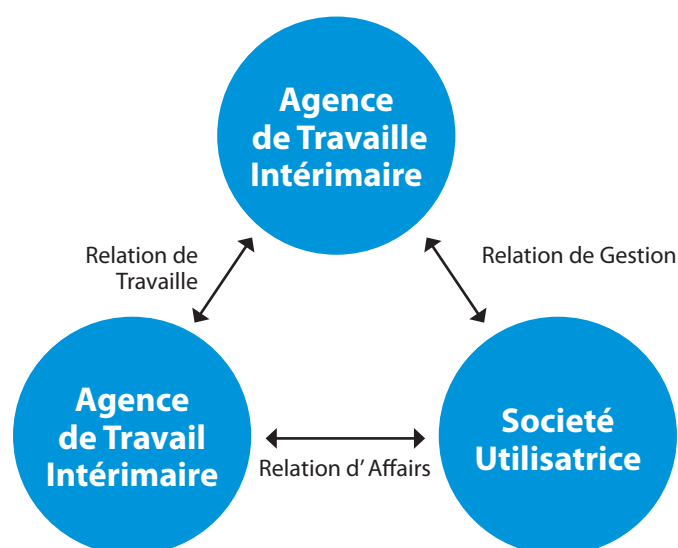 Agence
de Travaille
Intérimaire
Relation de
Travaille
Relation de Gestion
Agence
de Travail
Intérimaire
Relation d' Affairs
Societé
Utilisatrice